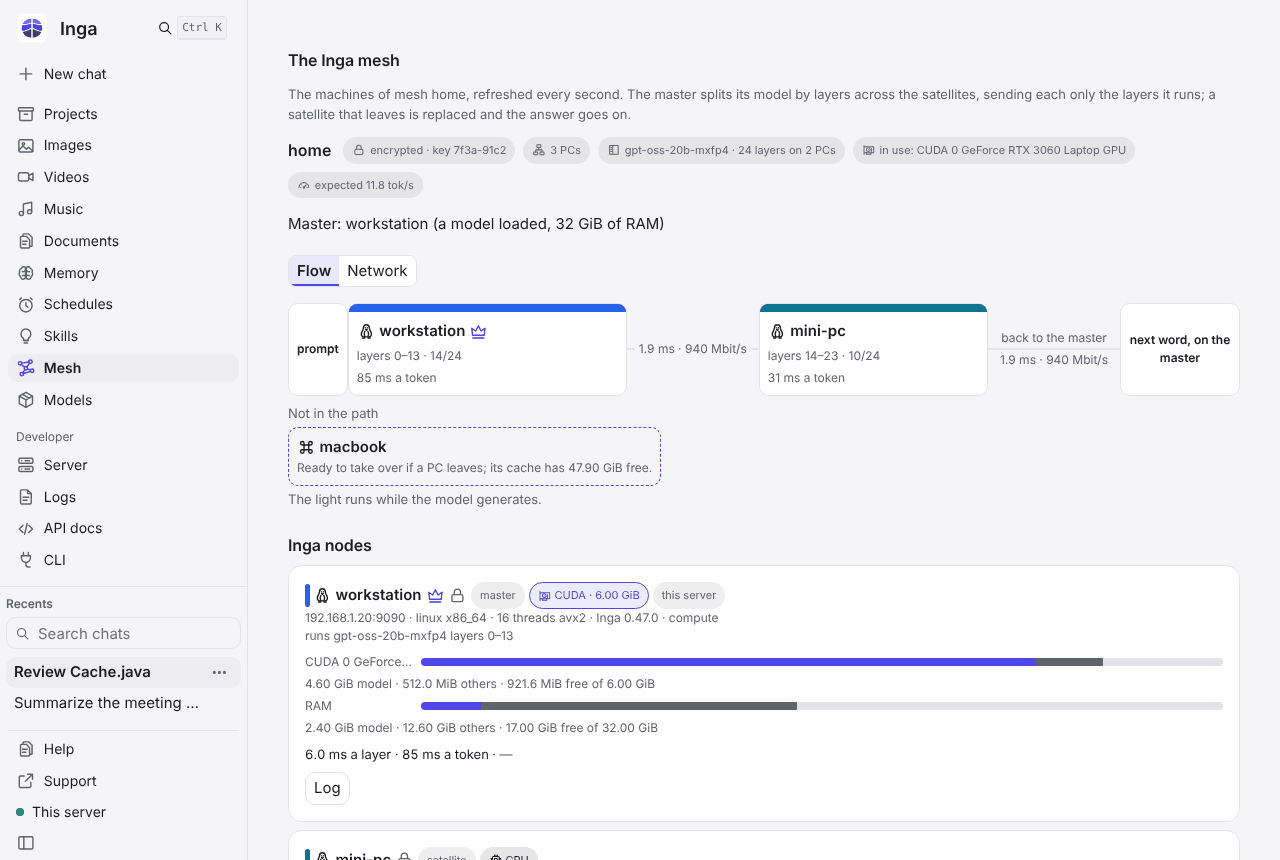 Inga
Ctrl K
New chat
Projects
Images
Videos
Music
Documents
Memory
Schedules
Skills
Mesh
Models
Developer
Server
Logs
API docs
CLI
Recents
Search chats
Review Cache.java
Summarize the meeting ...
Help
Support
This server
The Inga mesh
The machines of mesh home, refreshed every second. The master splits its model by layers across the satellites, sending each only the layers it runs; a
satellite that leaves is replaced and the answer goes on.
home
encrypted · key 7f3a-91c2
3 PCs
gpt-oss-20b-mxfp4 · 24 layers on 2 PCs
in use: CUDA 0 GeForce RTX 3060 Laptop GPU
expected 11.8 tok/s
Master: workstation (a model loaded, 32 GiB of RAM)
Flow
Network
prompt
workstation
layers 0–13 · 14/24
85 ms a token
1.9 ms · 940 Mbit/s
mini-pc
layers 14–23 · 10/24
31 ms a token
back to the master
1.9 ms · 940 Mbit/s
next word, on the
master
Not in the path
macbook
Ready to take over if a PC leaves; its cache has 47.90 GiB free.
The light runs while the model generates.
Inga nodes
workstation
master
CUDA · 6.00 GiB
this server
192.168.1.20:9090 · linux x86_64 · 16 threads avx2 · Inga 0.47.0 · compute
runs gpt-oss-20b-mxfp4 layers 0–13
CUDA 0 GeForce...
4.60 GiB model · 512.0 MiB others · 921.6 MiB free of 6.00 GiB
RAM
2.40 GiB model · 12.60 GiB others · 17.00 GiB free of 32.00 GiB
6.0 ms a layer · 85 ms a token · —
Log
mini-pc
satellite
CPU